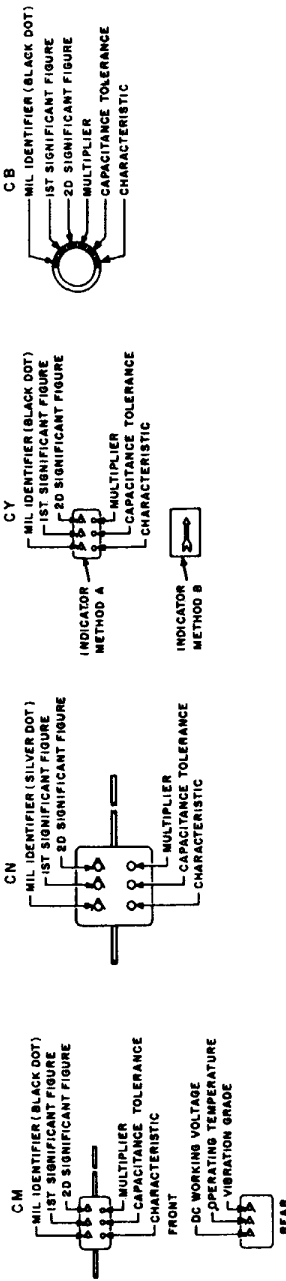 CM
MIL IDENTIFIER (BLACK DOT)
1ST SIGNIFICANT FIGURE
2D SIGNIFICANT FIGURE
MULTIPLIER
CAPACITANCE TOLERANCE
CHARACTERISTIC
FRONT
DC WORKING VOLTAGE
OPERATING TEMPERATURE
VIBRATION GRADE
REAR
CN
MIL IDENTIFIER (SILVER DOT)
1ST SIGNIFICANT FIGURE
2D SIGNIFICANT FIGURE
MULTIPLIER
CAPACITANCE TOLERANCE
CHARACTERISTIC
CY
MIL IDENTIFIER (BLACK DOT)
1ST SIGNIFICANT FIGURE
2D SIGNIFICANT FIGURE
INDICATOR
METHOD A
MULTIPLIER
CAPACITANCE TOLERANCE
CHARACTERISTIC
INDICATOR
METHOD B
CB
MIL IDENTIFIER (BLACK DOT)
1ST SIGNIFICANT FIGURE
2D SIGNIFICANT FIGURE
MULTIPLIER
CAPACITANCE TOLERANCE
CHARACTERISTIC